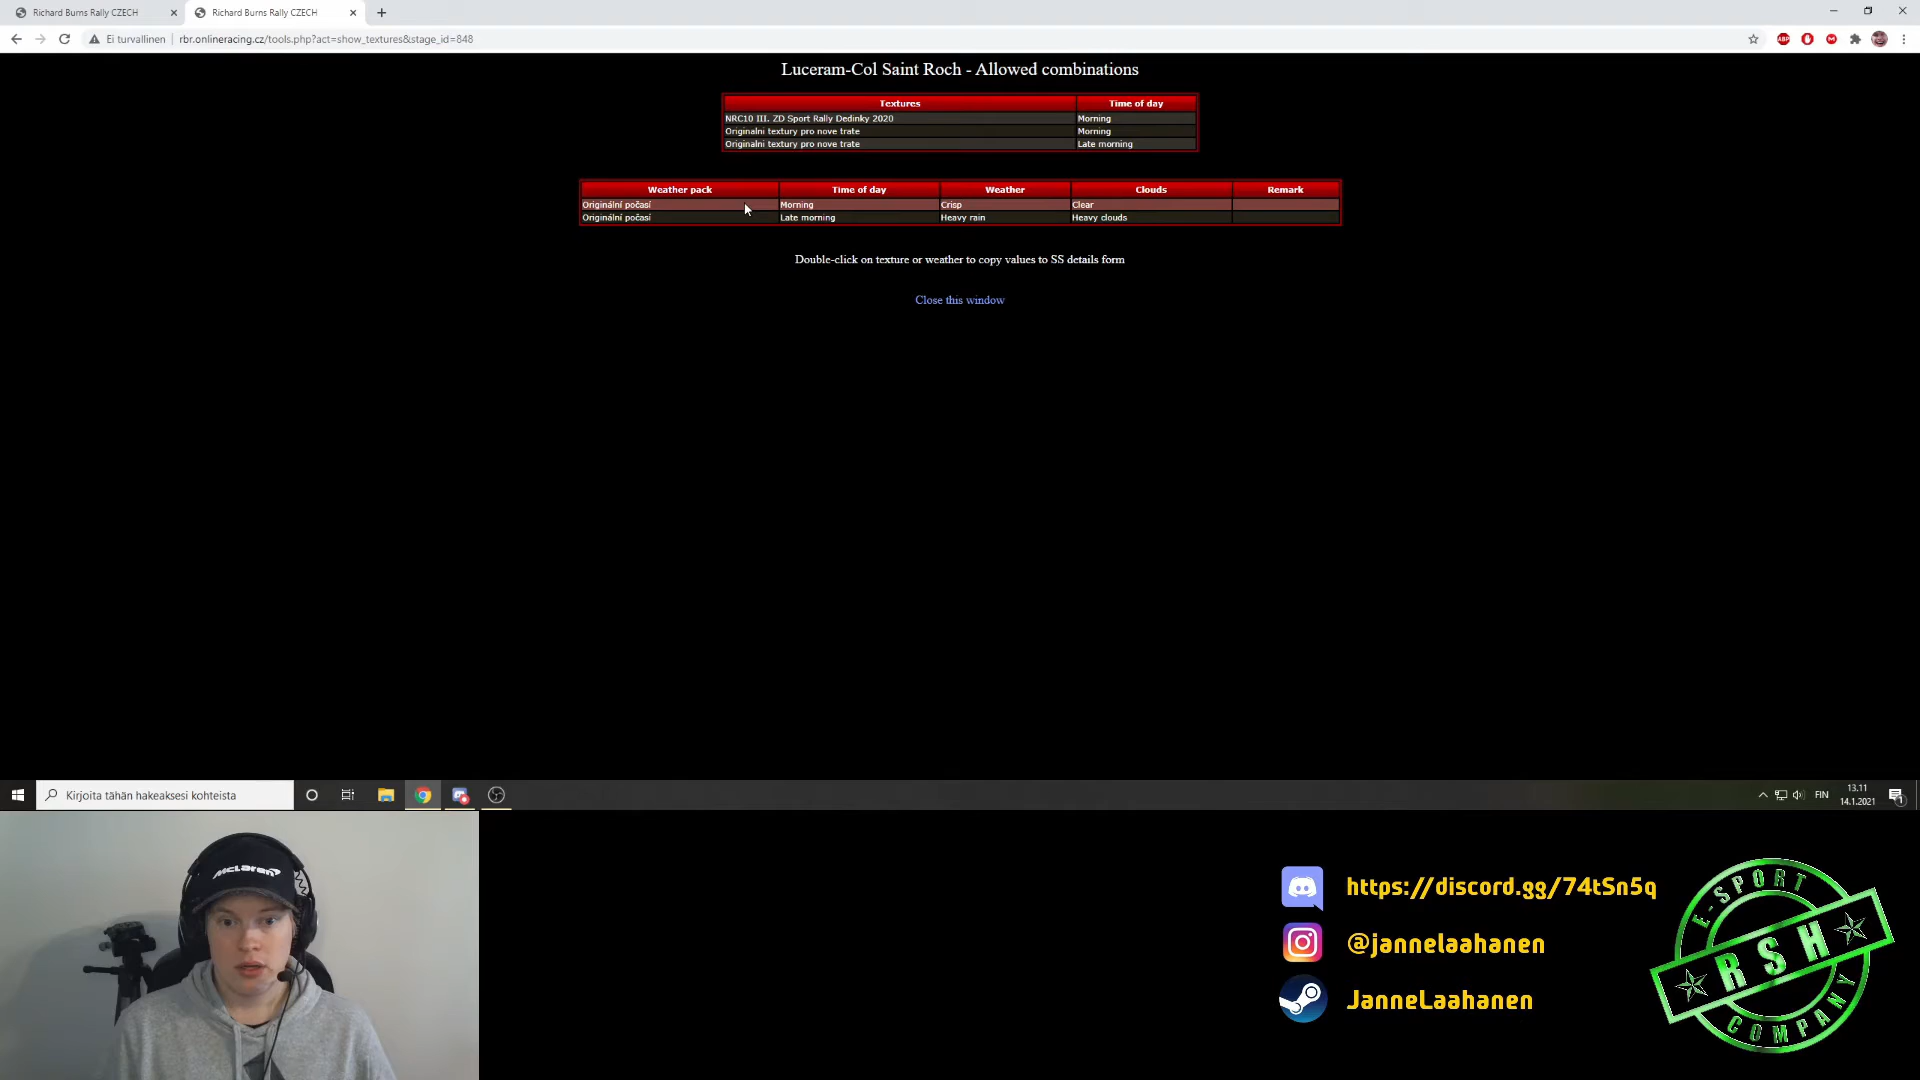 Richard Burns Rally CZECH
Richard Burns Rally CZECH
Ei turvallinen rbr.onlineracing.cz/tools.php?act=show_textures&stage_id=848
ABP
Luceram-Col Saint Roch - Allowed combinations
Textures Time of day
NRC10 III. ZD Sport Rally Dedinky 2020 Morning
Originalni textury pro nove trate Morning
Originalni textury pro nove trate Late morning
Weather pack Time of day Weather Clouds Remark
Originální počasí Morning Crisp Clear
Originální počasí Late morning Heavy rain Heavy clouds
Double-click on texture or weather to copy values to SS details form
Close this window
Kirjoita tähän hakeaksesi kohteista
FIN
13.11
14.1.2021
1
McLaren
https://discord.gg/74tSn5q
@jannelaahanen
JanneLaahanen
E-SPORT
RSH
COMPANY